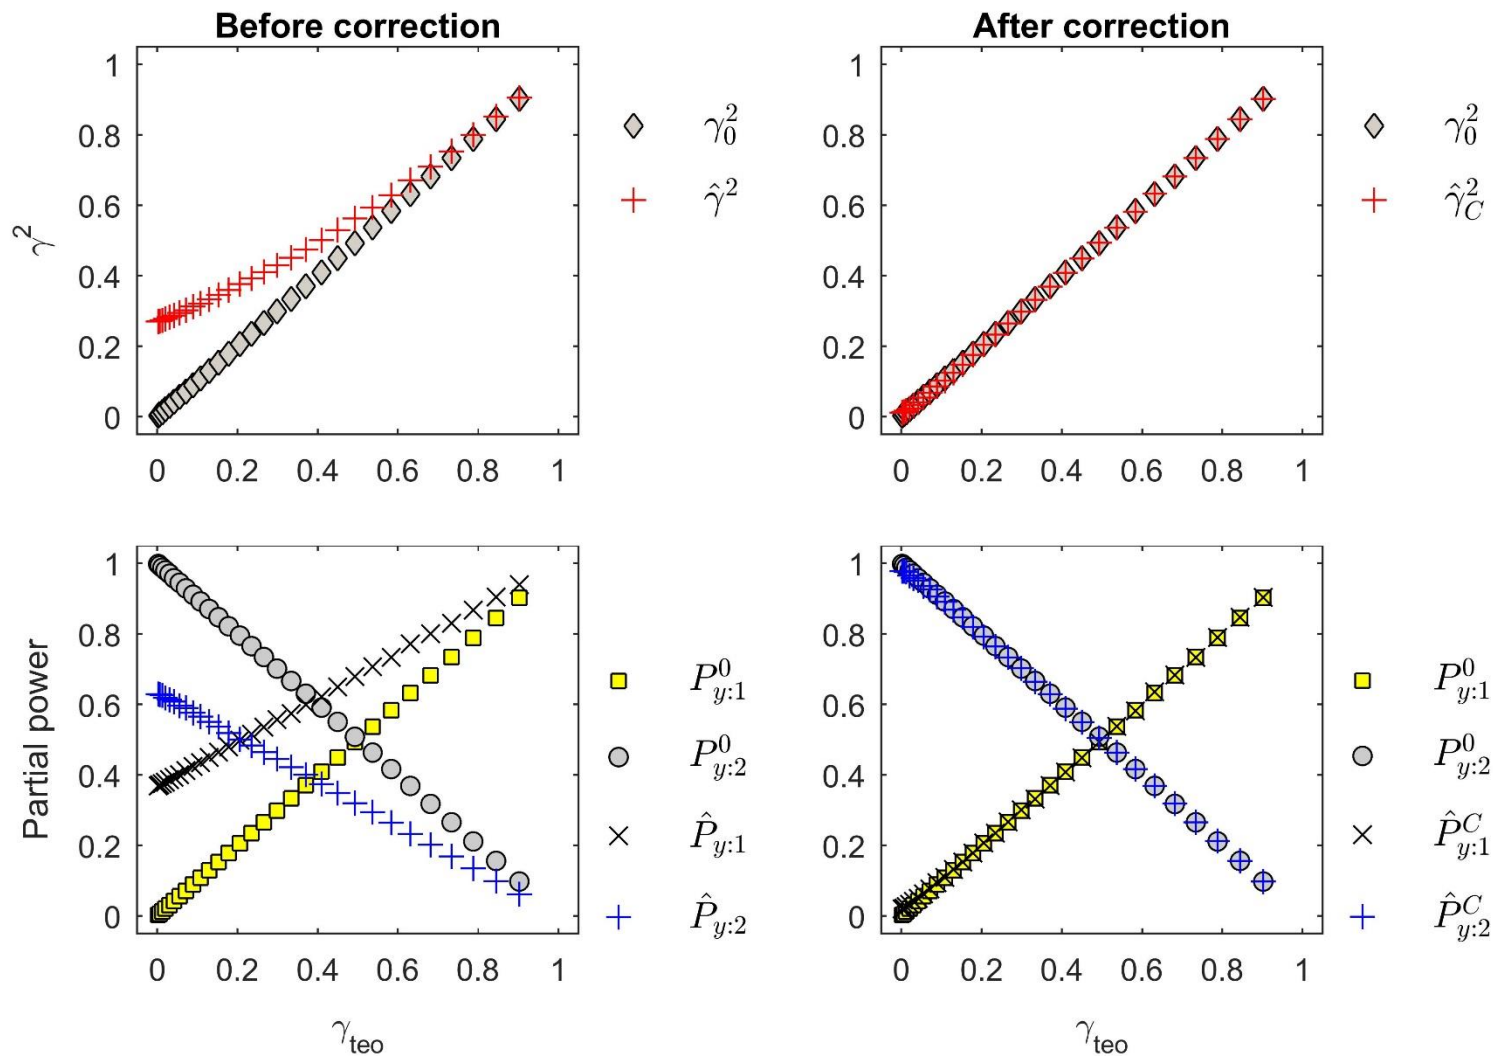 Before correction
γ²
1
0.8
0.6
0.4
0.2
0
0 0.2 0.4 0.6 0.8 1
γ₀²
γ̂²
After correction
1
0.8
0.6
0.4
0.2
0
0 0.2 0.4 0.6 0.8 1
γ₀²
γ̂²_C
Partial power
1
0.8
0.6
0.4
0.2
0
0 0.2 0.4 0.6 0.8 1
γ_teo
P⁰_y:1
P⁰_y:2
P̂_y:1
P̂_y:2
1
0.8
0.6
0.4
0.2
0
0 0.2 0.4 0.6 0.8 1
γ_teo
P⁰_y:1
P⁰_y:2
P̂^C_y:1
P̂^C_y:2